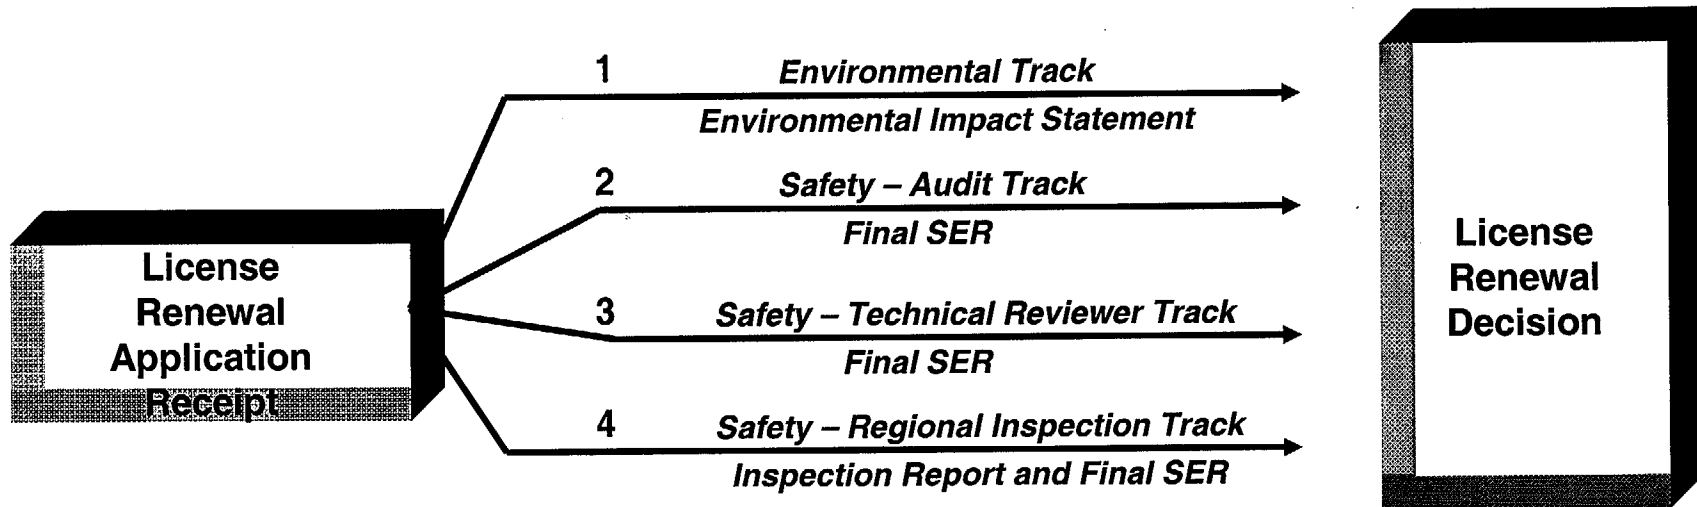 License
Renewal
Application
Receipt
1 Environmental Track
Environmental Impact Statement
2 Safety – Audit Track
Final SER
3 Safety – Technical Reviewer Track
Final SER
4 Safety – Regional Inspection Track
Inspection Report and Final SER
License
Renewal
Decision